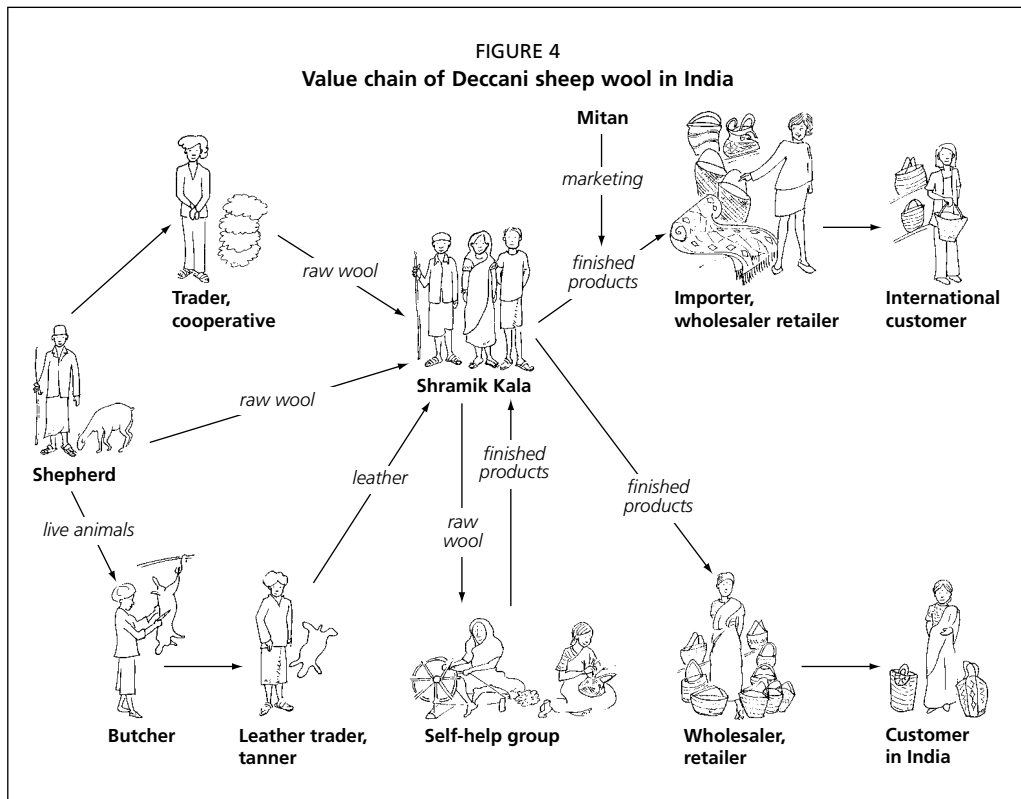 FIGURE 4
Value chain of Deccani sheep wool in India
Mitan
marketing
finished
products
raw wool
Trader,
cooperative
Importer,
wholesaler retailer
International
customer
Shramik Kala
raw wool
Shepherd
live animals
leather
raw
wool
finished
products
finished
products
Butcher
Leather trader,
tanner
Self-help group
Wholesaler,
retailer
Customer
in India